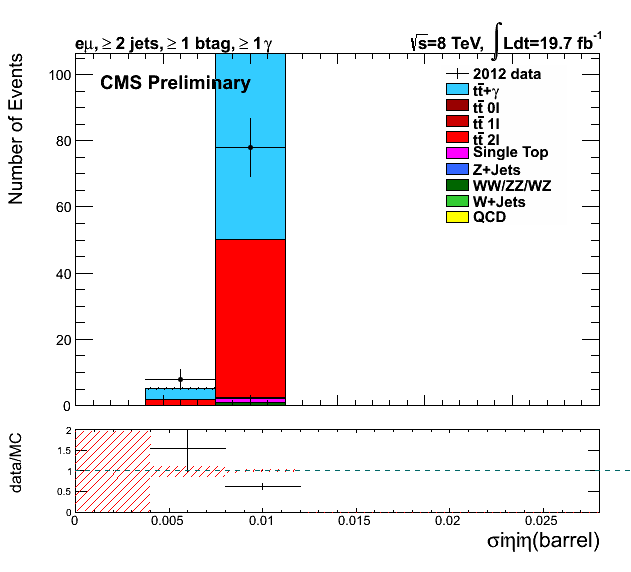 eμ, ≥ 2 jets, ≥ 1 btag, ≥ 1 γ
√s=8 TeV, ∫Ldt=19.7 fb⁻¹
CMS Preliminary
Number of Events
100
80
60
40
20
0
2012 data
tt̄+γ
tt̄ 0l
tt̄ 1l
tt̄ 2l
Single Top
Z+Jets
WW/ZZ/WZ
W+Jets
QCD
data/MC
2
1.5
1
0.5
0
0 0.005 0.01 0.015 0.02 0.025
σiηiη(barrel)